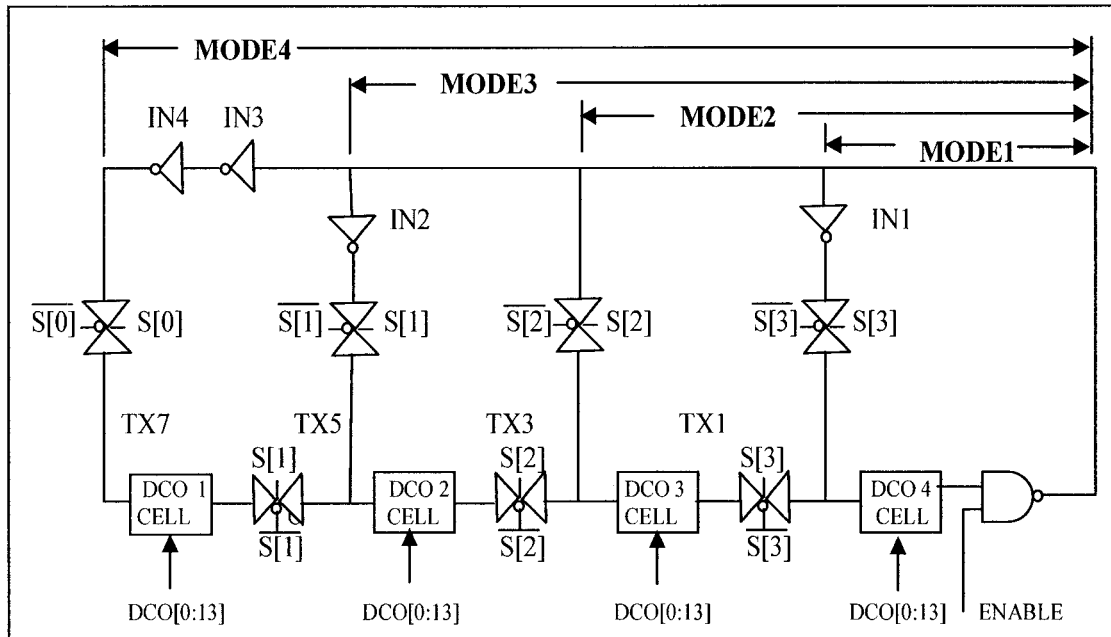 MODE4
MODE3
MODE2
MODE1
IN4 IN3
IN2
IN1
S[0] S[0]
S[1] S[1]
S[2] S[2]
S[3] S[3]
TX7
TX5
TX3
TX1
S[1]
S[2]
S[3]
DCO 1
CELL
DCO 2
CELL
DCO 3
CELL
DCO 4
CELL
S[1]
S[2]
S[3]
DCO[0:13]
DCO[0:13]
DCO[0:13]
DCO[0:13]
ENABLE